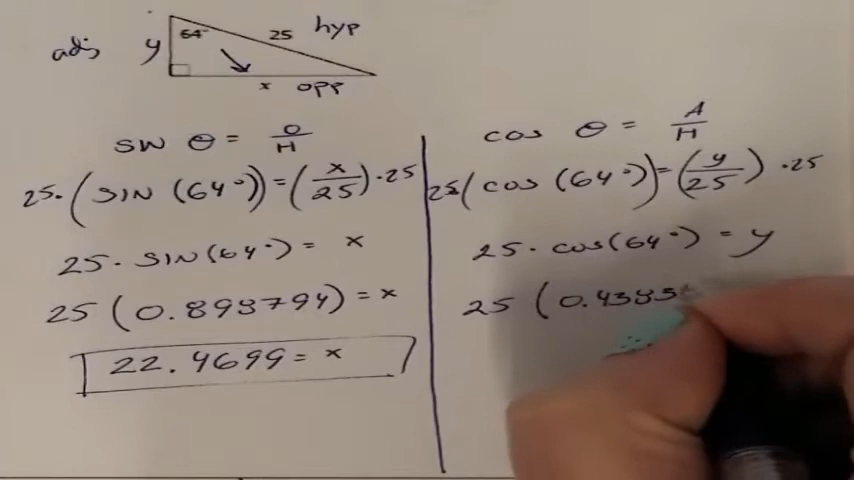 64°
25
hyp
adj
y
x
opp
SIN θ = O/H
25·(SIN (64°)) = (x/25)·25
25 · SIN(64°) = x
25 (0.898794) = x
22.4699 = x
cos θ = A/H
25(cos (64°)) = (y/25) ·25
25 · cos(64°) = y
25 (0.4383